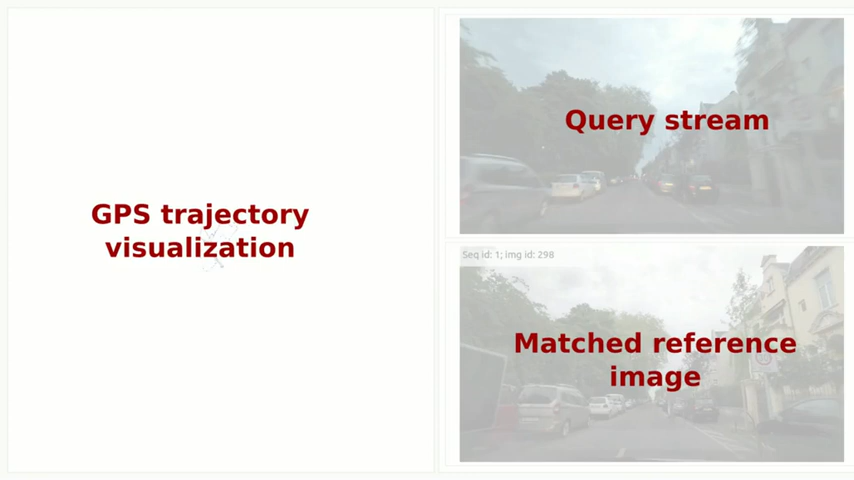 GPS trajectory
visualization
Query stream
Seq id: 1; img id: 298
Matched reference
image